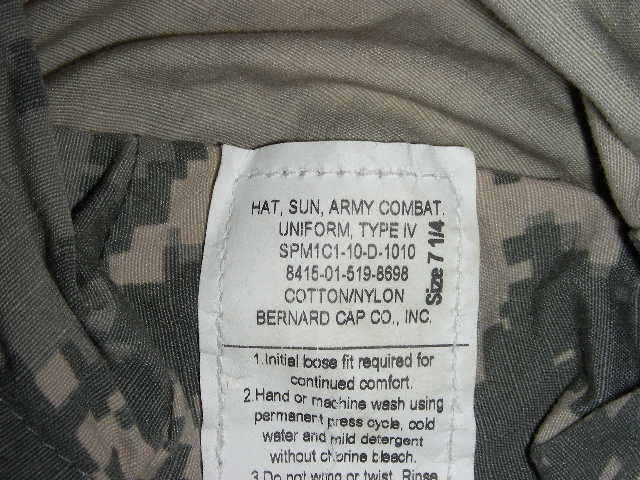 HAT, SUN, ARMY COMBAT.
UNIFORM, TYPE IV
SPM1C1-10-D-1010
8415-01-519-8698
COTTON/NYLON
BERNARD CAP CO., INC.
Size 7 1/4
1.Initial loose fit required for
continued comfort.
2.Hand or machine wash using
permanent press cycle, cold
water and mild detergent
without chlorine bleach.
3.Do not wring or twist. Rinse